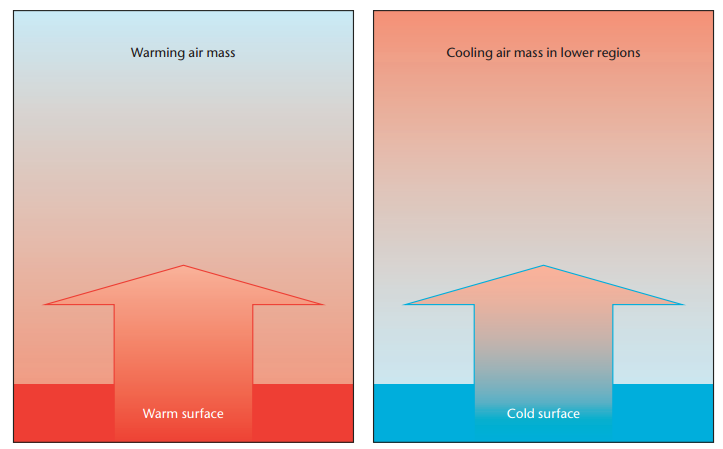 Warming air mass
Cooling air mass in lower regions
Warm surface
Cold surface